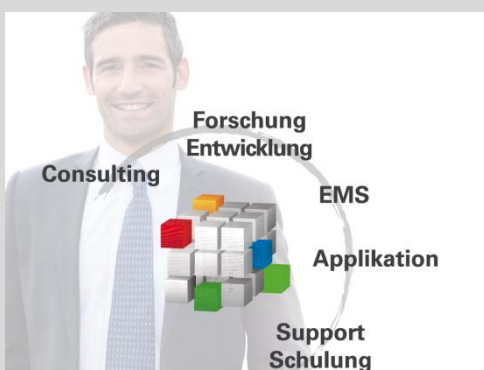 Forschung
Entwicklung
Consulting
EMS
Applikation
Support
Schulung